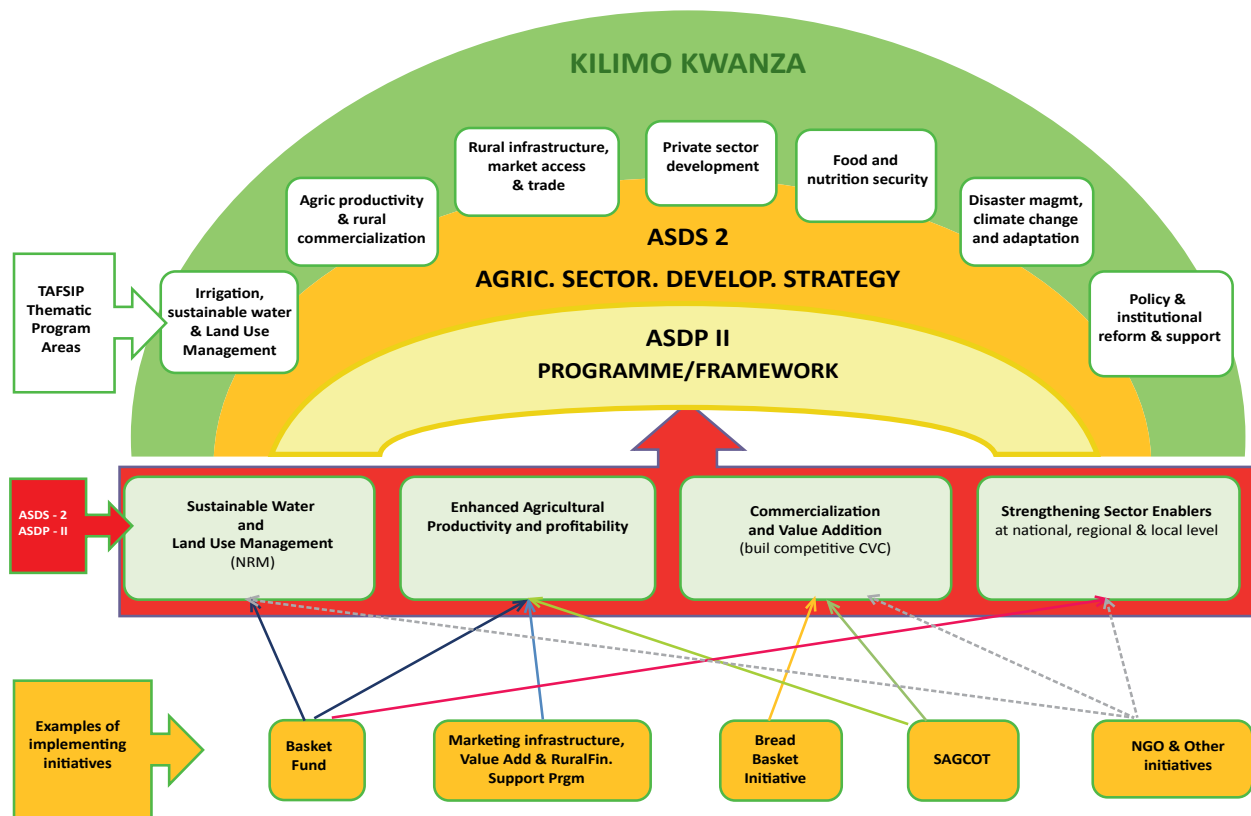 KILIMO KWANZA
Rural infrastructure,
market access
& trade
Private sector
development
Food and
nutrition security
Agric productivity
& rural
commercialization
Disaster magmt,
climate change
and adaptation
ASDS 2
AGRIC. SECTOR. DEVELOP. STRATEGY
TAFSIP
Thematic
Program
Areas
Irrigation,
sustainable water
& Land Use
Management
Policy &
institutional
reform & support
ASDP II
PROGRAMME/FRAMEWORK
ASDS - 2
ASDP - II
Sustainable Water
and
Land Use Management
(NRM)
Enhanced Agricultural
Productivity and profitability
Commercialization
and Value Addition
(buil competitive CVC)
Strengthening Sector Enablers
at national, regional & local level
Examples of
implementing
initiatives
Basket
Fund
Marketing infrastructure,
Value Add & RuralFin.
Support Prgm
Bread
Basket
Initiative
SAGCOT
NGO & Other
initiatives